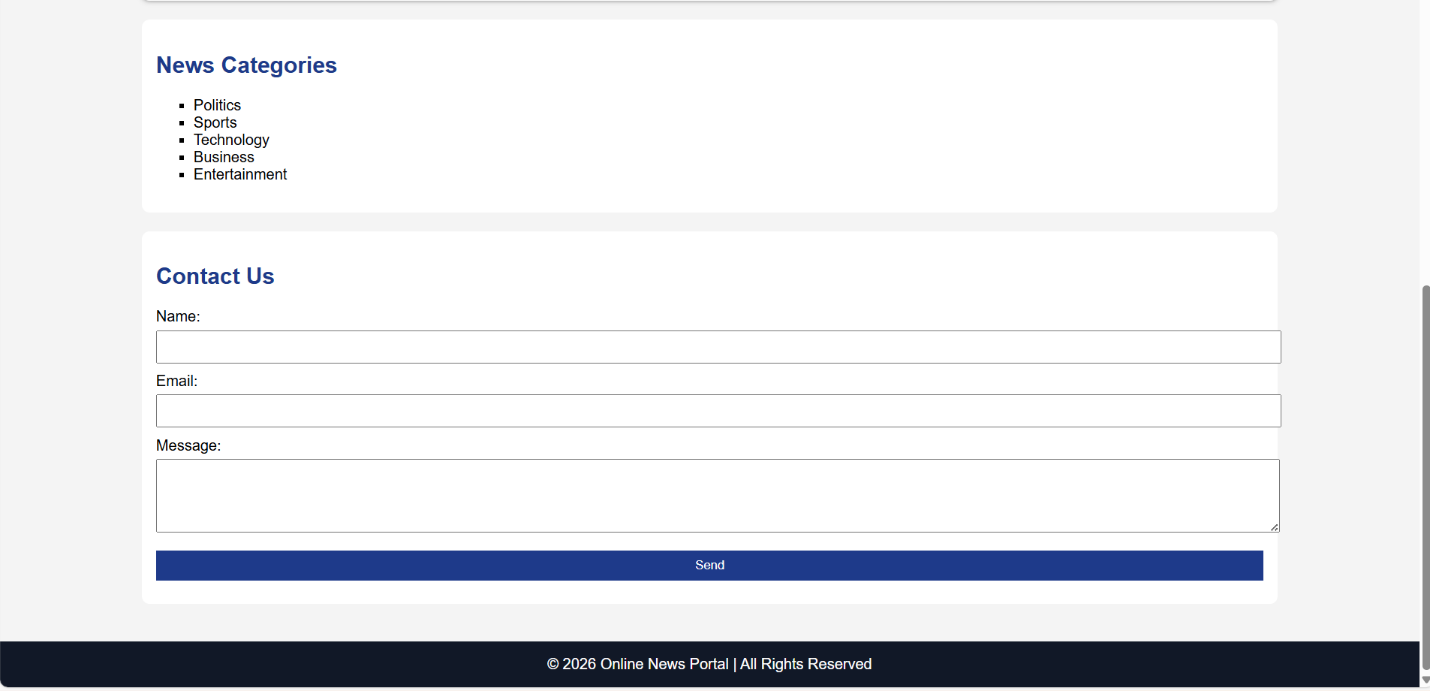 News Categories
Politics
Sports
Technology
Business
Entertainment
Contact Us
Name:
Email:
Message:
Send
© 2026 Online News Portal | All Rights Reserved